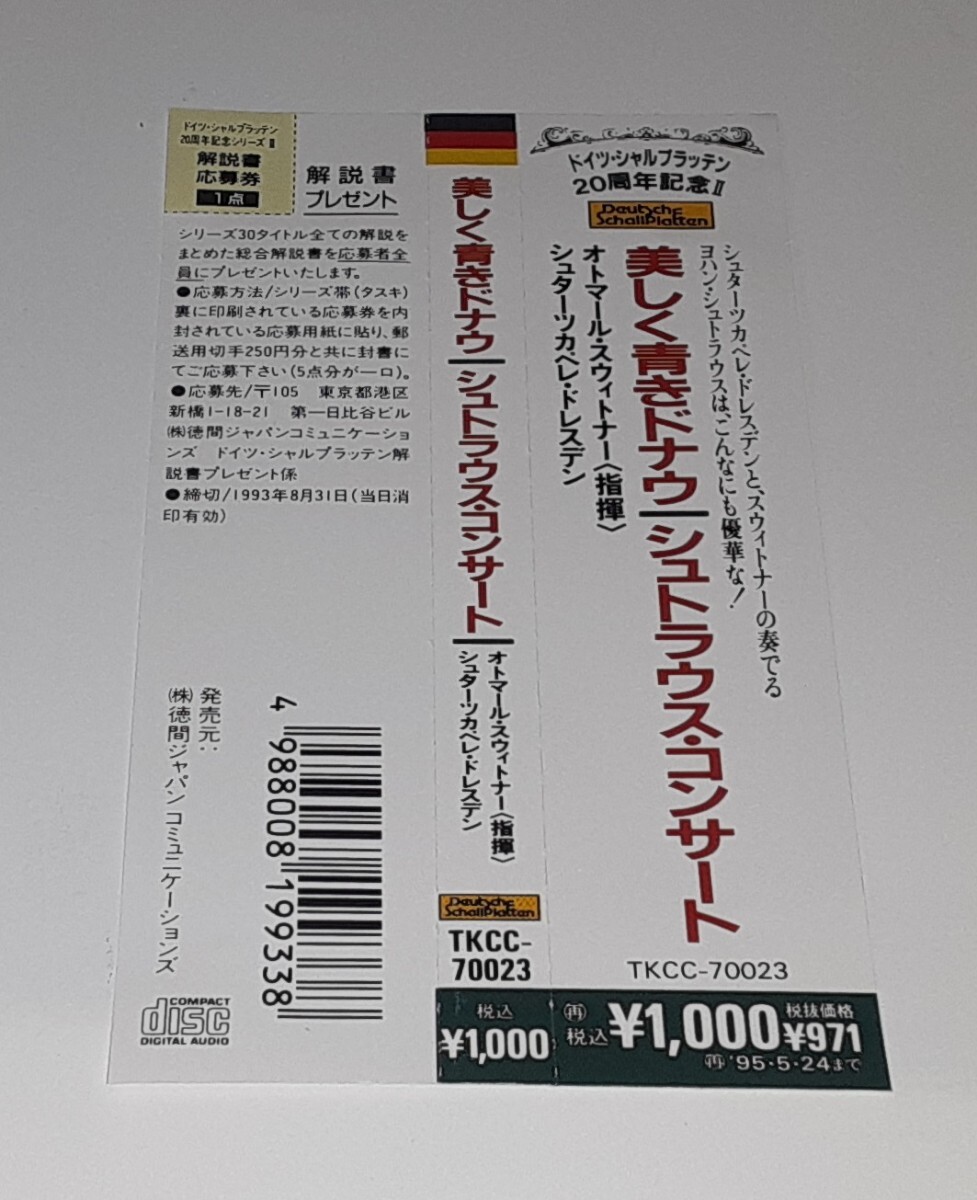 ドイツ・シャルプラッテン
20周年記念シリーズⅡ
解説書
応募券
1点
解説書
プレゼント
シリーズ30タイトル全ての解説を
まとめた総合解説書を応募者全
員にプレゼントいたします。
●応募方法/シリーズ帯(タスキ)
裏に印刷されている応募券を内
封されている応募用紙に貼り、郵
送用切手250円分と共に封書に
てご応募下さい(5点分が一口)。
●応募先/〒105 東京都港区
新橋1-18-21 第一日比谷ビル
㈱徳間ジャパンコミュニケーショ
ンズ ドイツ・シャルプラッテン解
説書プレゼント係
●締切/1993年8月31日(当日消
印有効)
発売元:
㈱徳間ジャパン コミュニケーションズ
4 988008 199338
COMPACT
disc
DIGITAL AUDIO
美しく青きドナウ/シュトラウス・コンサート
オトマール・スウィトナー〈指揮〉
シュターツカペレ・ドレスデン
Deutsche
Schallplatten
TKCC-
70023
税込
¥1,000
ドイツ・シャルプラッテン
20周年記念Ⅱ
Deutsche
Schallplatten
シュターツカペレ・ドレスデンと、スウィトナーの奏でる
ヨハン・シュトラウスは、こんなにも優華な!
美しく青きドナウ/シュトラウス・コンサート
オトマール・スウィトナー〈指揮〉
シュターツカペレ・ドレスデン
TKCC-70023
㊢税込¥1,000税抜価格¥971
㊢'95・5・24まで